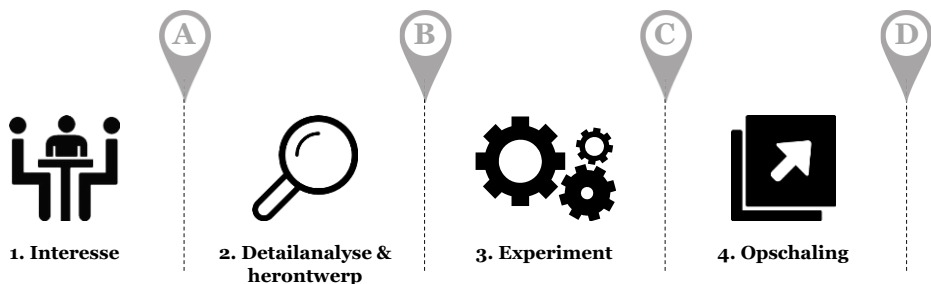 A
B
C
D
1. Interesse
2. Detailanalyse &
herontwerp
3. Experiment
4. Opschaling